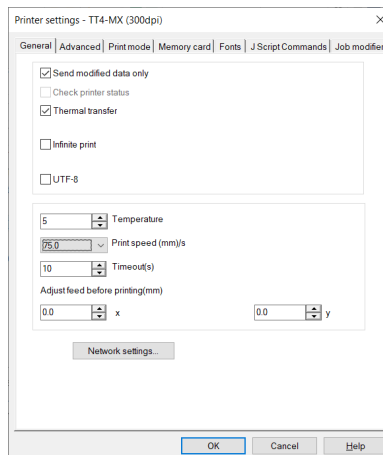 Printer settings - TT4-MX (300dpi)
General Advanced Print mode Memory card Fonts J Script Commands Job modifier
Send modified data only
Check printer status
Thermal transfer
Infinite print
UTF-8
5 Temperature
75.0 Print speed (mm)/s
10 Timeout(s)
Adjust feed before printing(mm)
0.0 x 0.0 y
Network settings...
OK Cancel Help